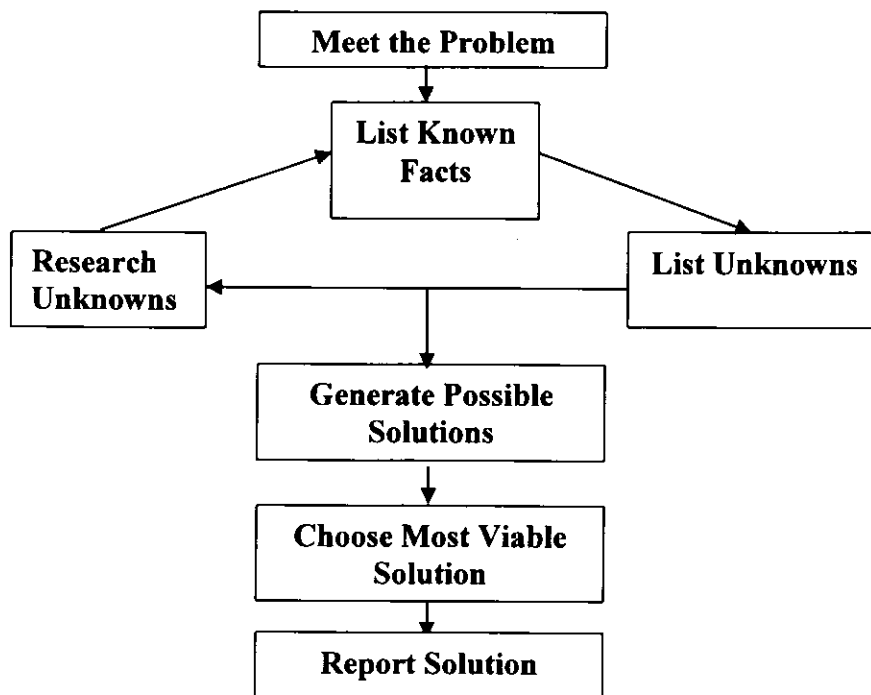 Meet the Problem
List Known
Facts
Research
Unknowns
List Unknowns
Generate Possible
Solutions
Choose Most Viable
Solution
Report Solution